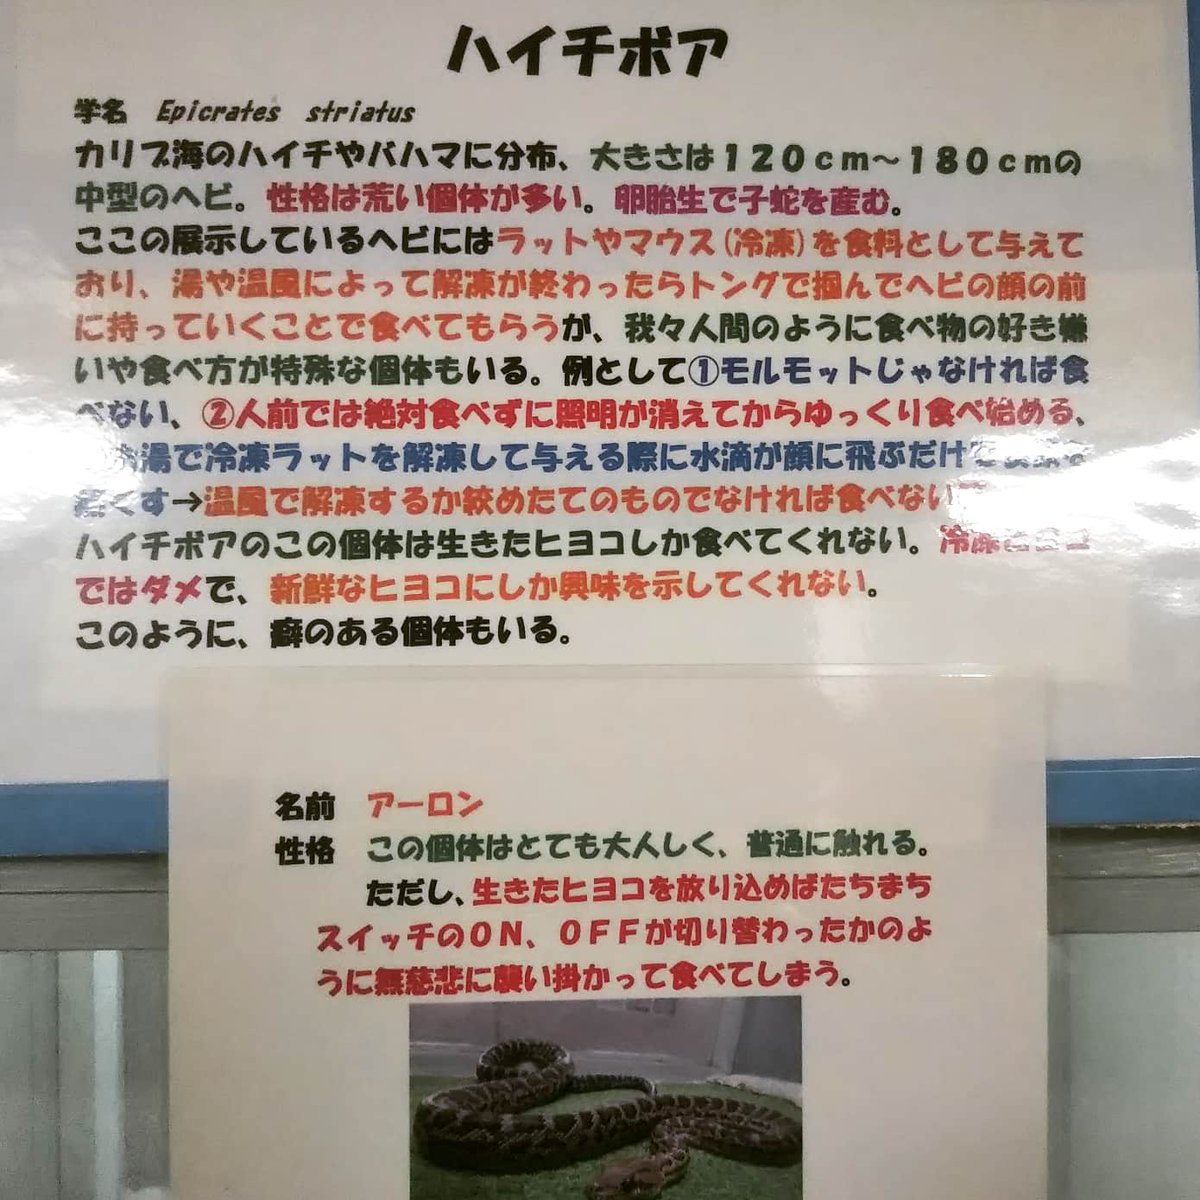 ハイチボア
学名 Epicrates striatus
カリブ海のハイチやバハマに分布、大きさは120cm~180cmの
中型のヘビ。性格は荒い個体が多い。卵胎生で子蛇を産む。
ここの展示しているヘビにはラットやマウス(冷凍)を食料として与えて
おり、湯や温風によって解凍が終わったらトングで掴んでヘビの顔の前
に持っていくことで食べてもらうが、我々人間のように食べ物の好き嫌
いや食べ方が特殊な個体もいる。例として①モルモットじゃなければ食
べない、②人前では絶対食べずに照明が消えてからゆっくり食べ始める、
湯で冷凍ラットを解凍して与える際に水滴が顔に飛ぶだけで
くす→温風で解凍するか絞めたてのものでなければ食べない
ハイチボアのこの個体は生きたヒヨコしか食べてくれない。冷凍ヒヨコ
ではダメで、新鮮なヒヨコにしか興味を示してくれない。
このように、癖のある個体もいる。
名前 アーロン
性格 この個体はとても大人しく、普通に触れる。
ただし、生きたヒヨコを放り込めばたちまち
スイッチのON、OFFが切り替わったかのよ
うに無慈悲に襲い掛かって食べてしまう。